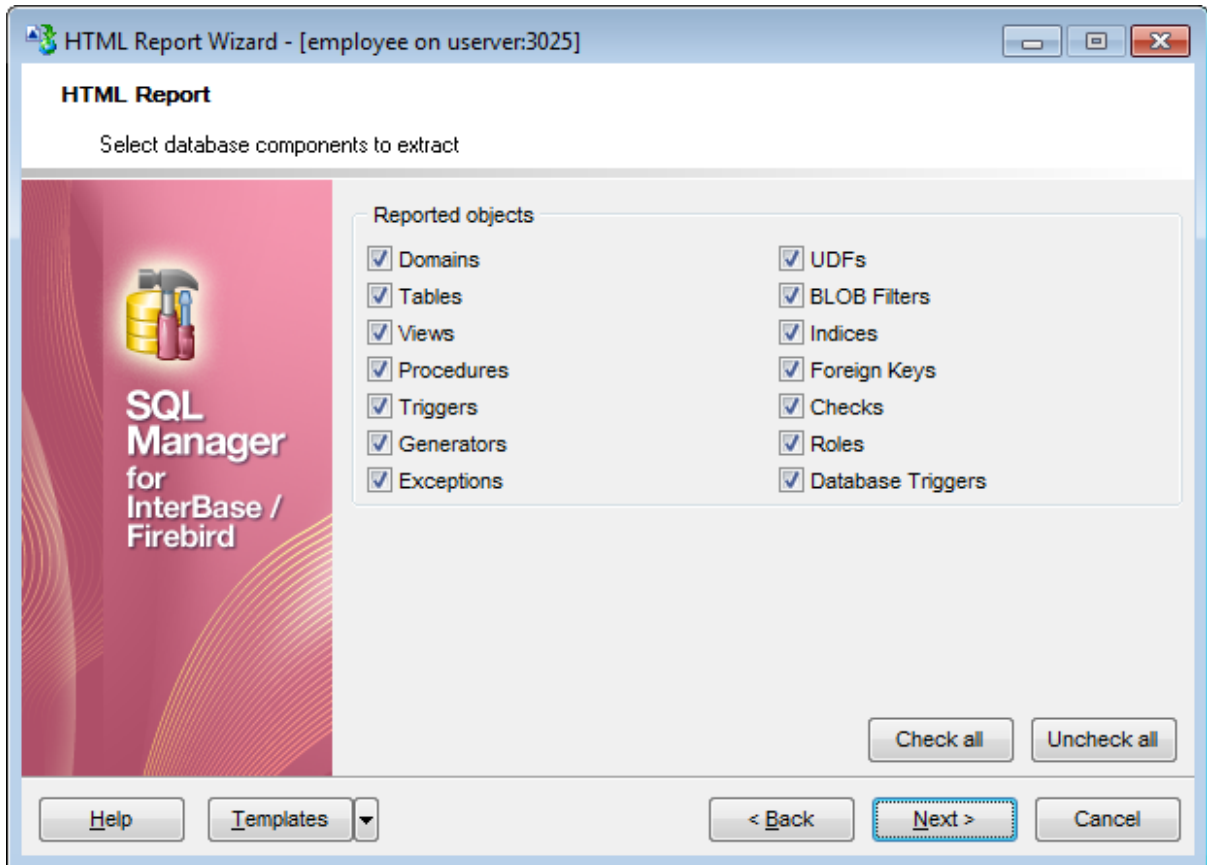 HTML Report Wizard - [employee on userver:3025]
HTML Report
Select database components to extract
SQL
Manager
for
InterBase /
Firebird
Reported objects
Domains
Tables
Views
Procedures
Triggers
Generators
Exceptions
UDFs
BLOB Filters
Indices
Foreign Keys
Checks
Roles
Database Triggers
Check all Uncheck all
Help Templates < Back Next > Cancel